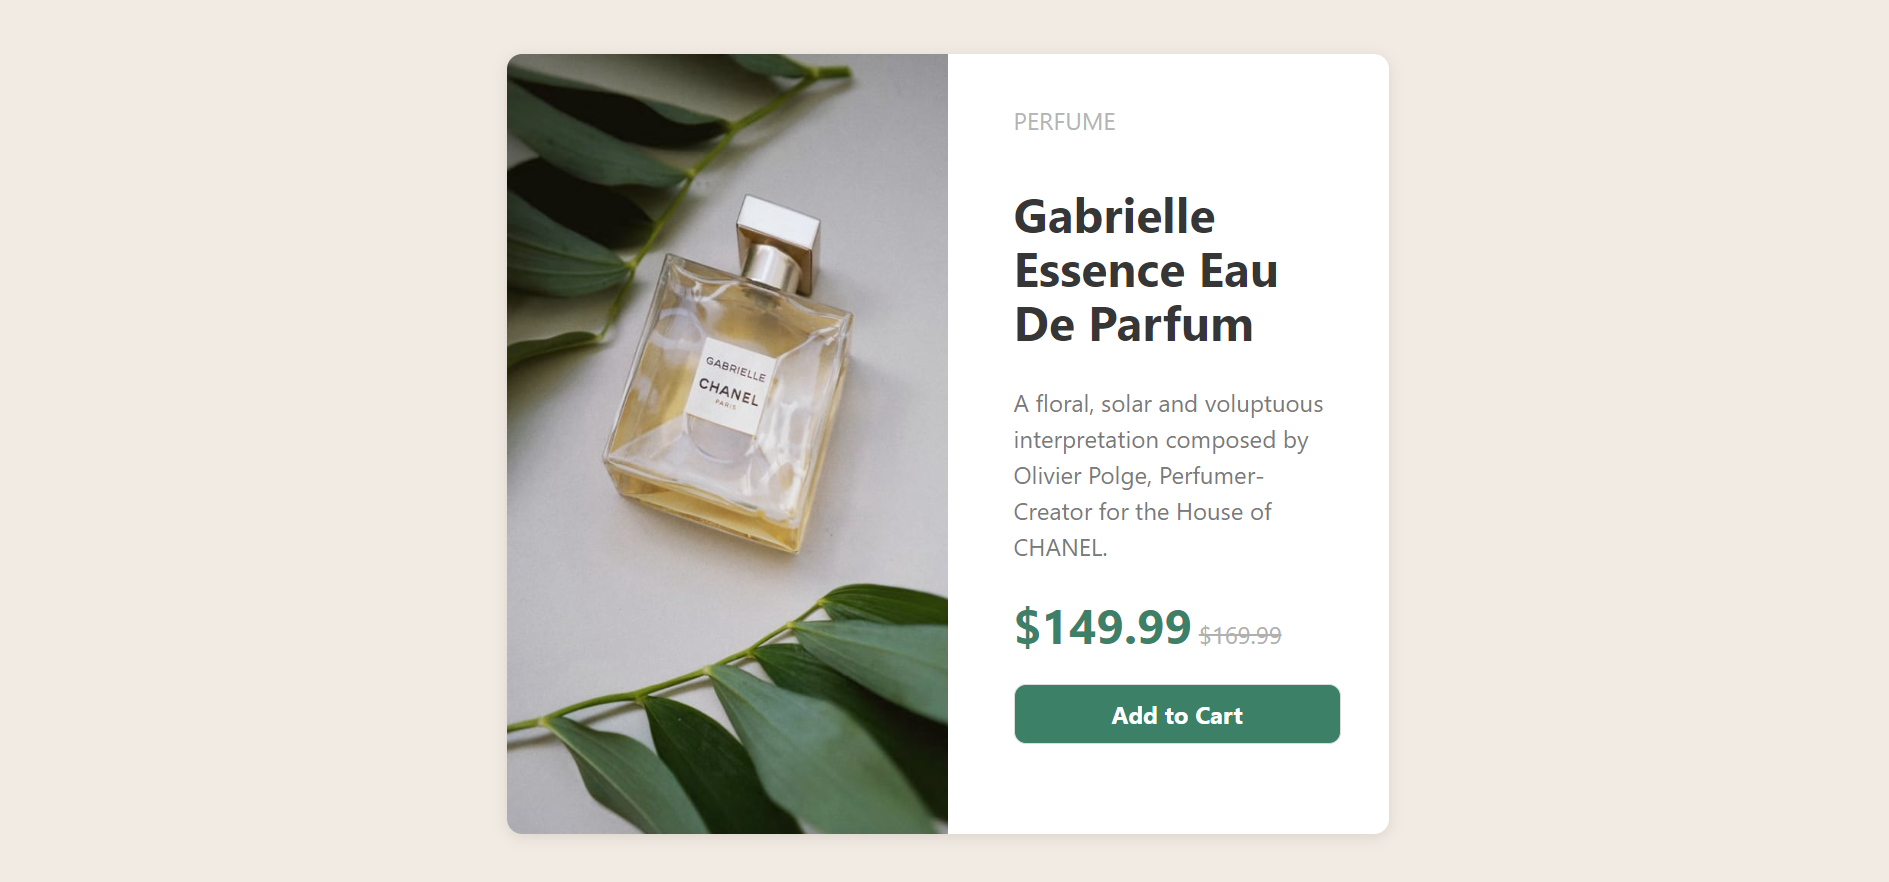 GABRIELLE
CHANEL
PARIS
PERFUME
Gabrielle
Essence Eau
De Parfum
A floral, solar and voluptuous
interpretation composed by
Olivier Polge, Perfumer-
Creator for the House of
CHANEL.
$149.99 $169.99
Add to Cart